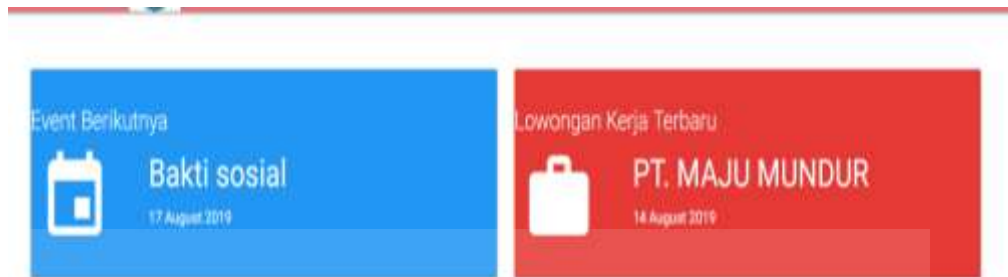 Event Berikutnya
Bakti sosial
17 August 2019
Lowongan Kerja Terbaru
PT. MAJU MUNDUR
14 August 2019